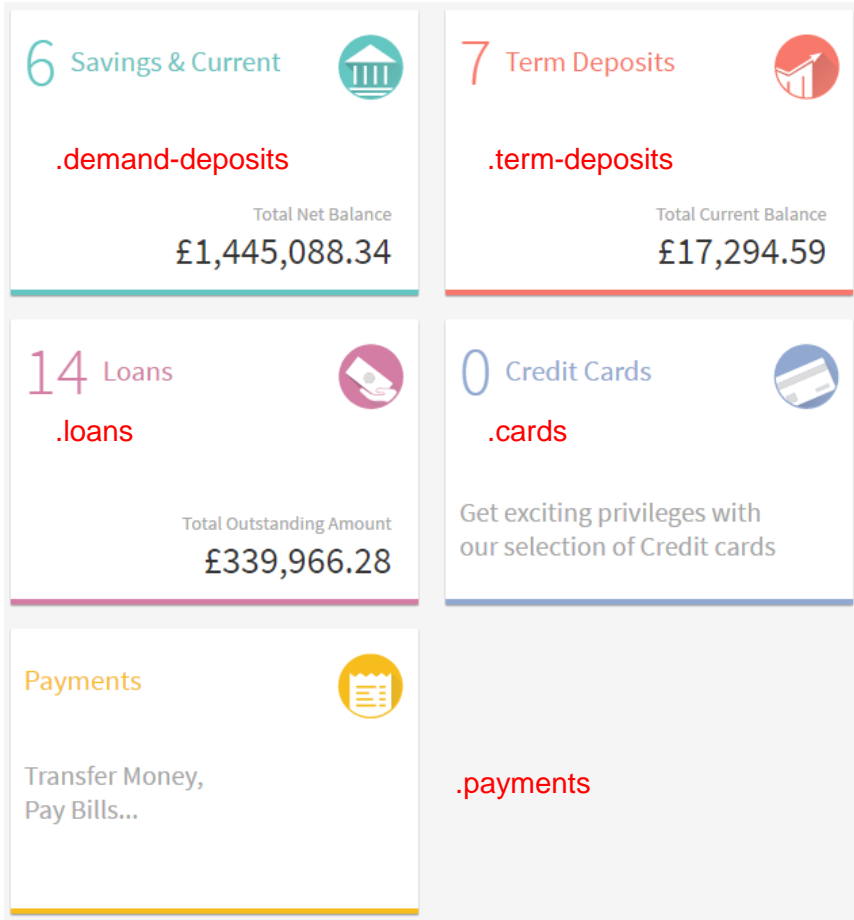 6 Savings & Current
.demand-deposits
Total Net Balance
£1,445,088.34
7 Term Deposits
.term-deposits
Total Current Balance
£17,294.59
14 Loans
.loans
Total Outstanding Amount
£339,966.28
0 Credit Cards
.cards
Get exciting privileges with
our selection of Credit cards
Payments
Transfer Money,
Pay Bills...
.payments